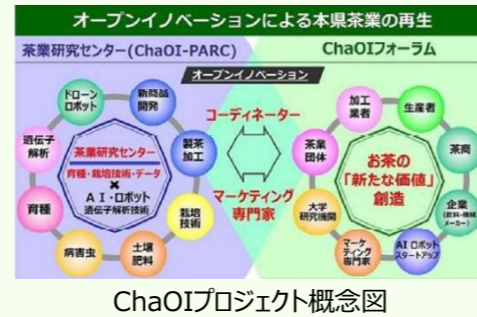 オープンイノベーションによる本県茶業の再生
茶業研究センター(ChaOI-PARC)
ChaOIフォーラム
オープンイノベーション
ドローン
ロボット
新商品
開発
遺伝子
解析
製茶
加工
育種
栽培
技術
病害虫
土壌
肥料
茶業研究センター
育種・栽培技術・データ
×
AI・ロボット
遺伝子解析技術
コーディネーター
マーケティング
専門家
加工
業者
生産者
茶業
団体
茶商
大学
研究機関
企業
(飲料・機械
メーカー)
マーケ
ティング
専門家
AI ロボット
スタートアップ
お茶の
「新たな価値」
創造
ChaOIプロジェクト概念図